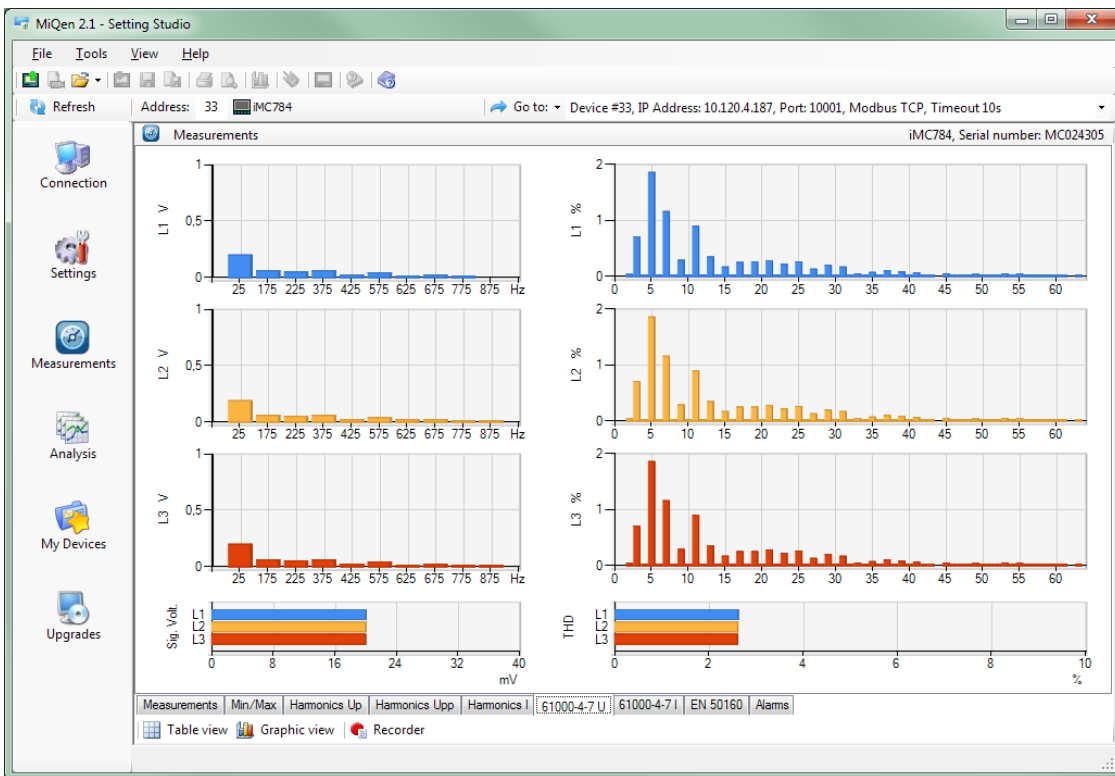 MiQen 2.1 - Setting Studio
File Tools View Help
Refresh Address: 33 iMC784 Go to: Device #33, IP Address: 10.120.4.187, Port: 10001, Modbus TCP, Timeout 10s
Measurements iMC784, Serial number: MC024305
Connection
Settings
Measurements
Analysis
My Devices
Upgrades
L1 V
1
0,5
0
25 175 225 375 425 575 625 675 775 875 Hz
L1 %
2
1
0
0 5 10 15 20 25 30 35 40 45 50 55 60
L2 V
1
0,5
0
25 175 225 375 425 575 625 675 775 875 Hz
L2 %
2
1
0
0 5 10 15 20 25 30 35 40 45 50 55 60
L3 V
1
0,5
0
25 175 225 375 425 575 625 675 775 875 Hz
L3 %
2
1
0
0 5 10 15 20 25 30 35 40 45 50 55 60
Sig. Volt.
L1
L2
L3
0 8 16 24 32 40
mV
THD
L1
L2
L3
0 2 4 6 8 10
%
Measurements Min/Max Harmonics Up Harmonics Upp Harmonics I 61000-4-7 U 61000-4-7 I EN 50160 Alarms
Table view Graphic view Recorder